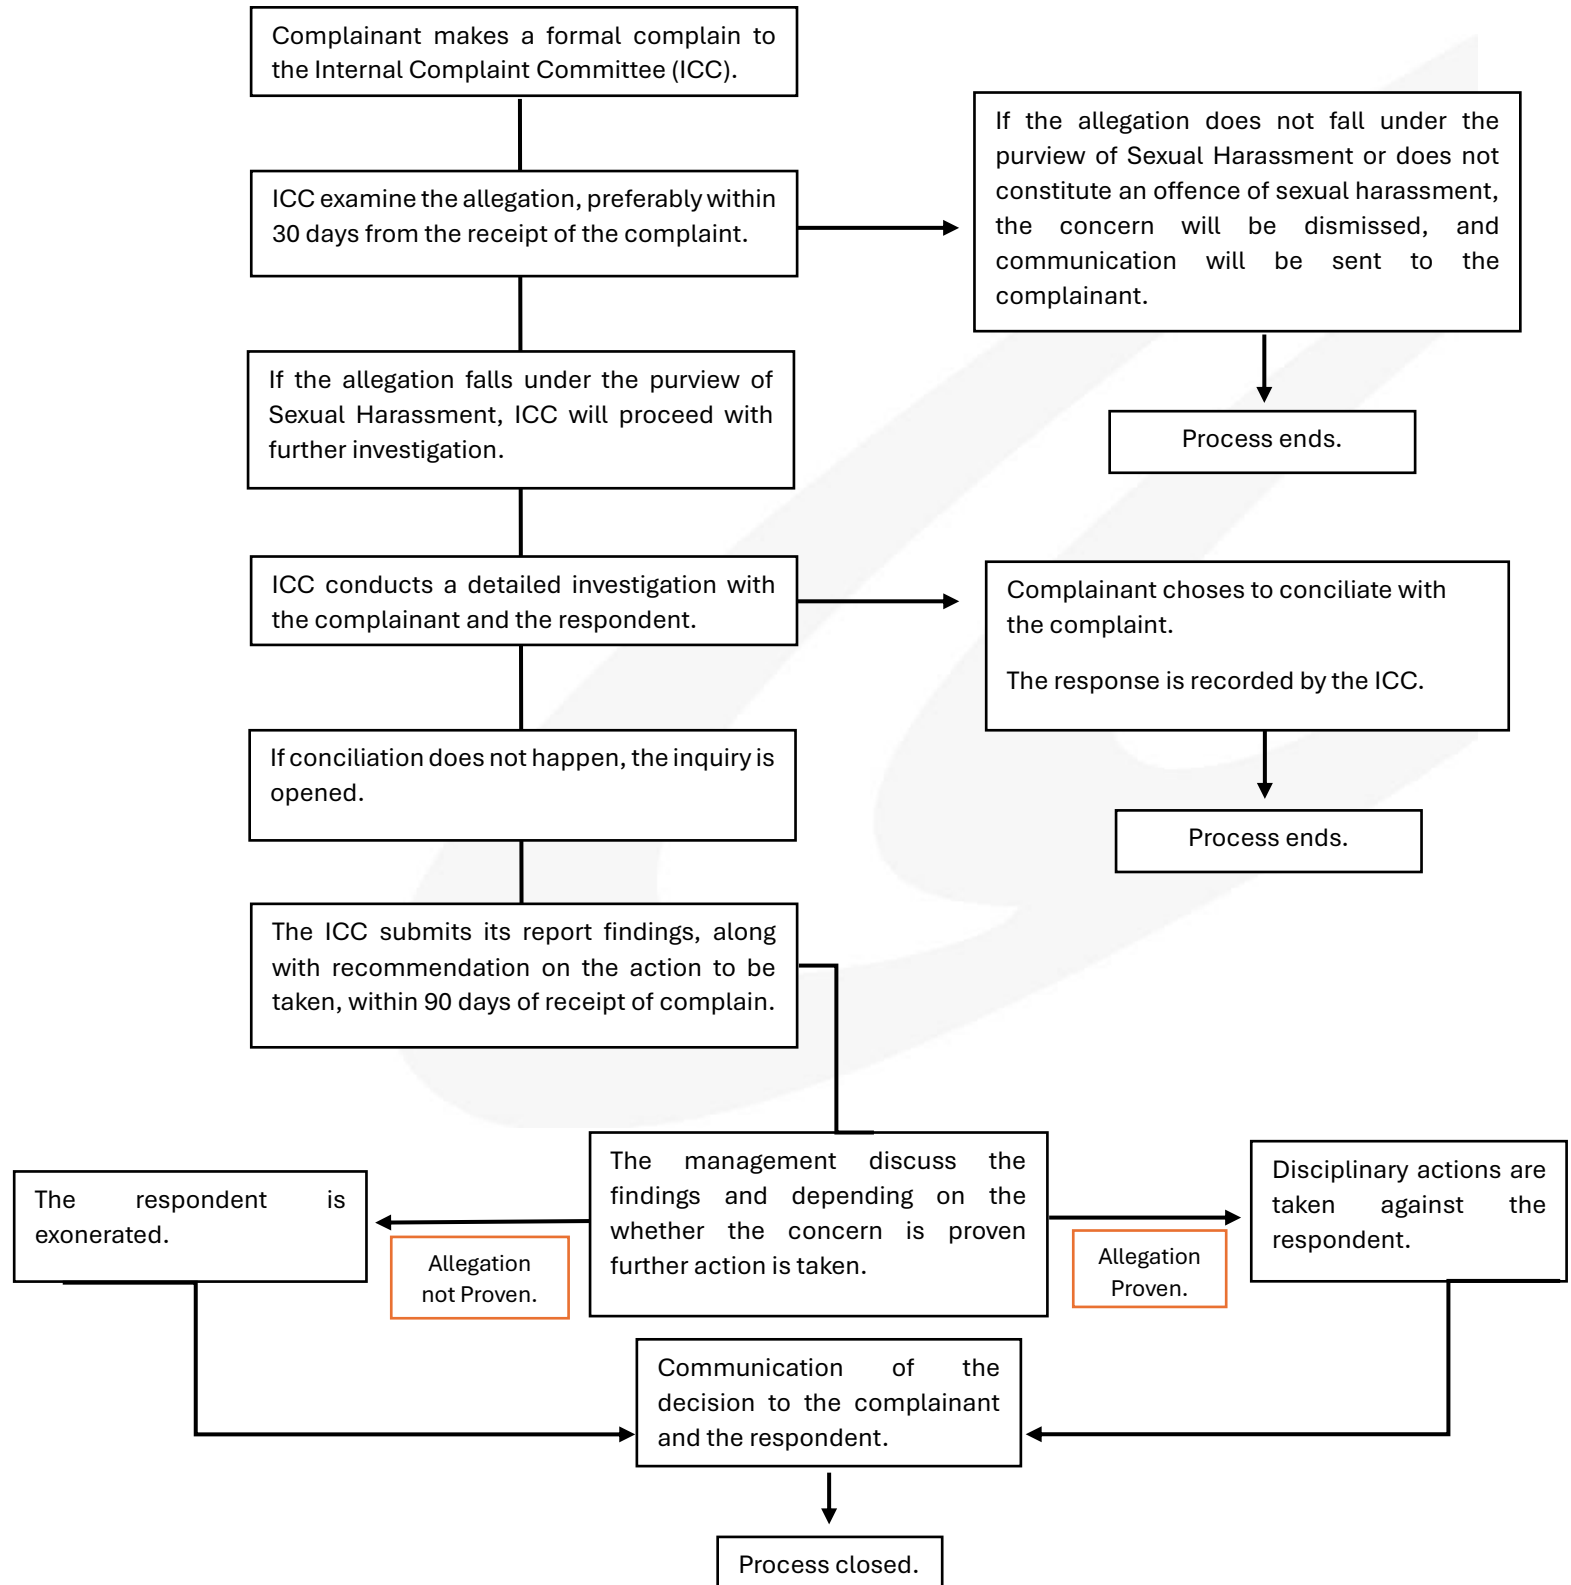 Complainant makes a formal complain to
the Internal Complaint Committee (ICC).
If the allegation does not fall under the
purview of Sexual Harassment or does not
constitute an offence of sexual harassment,
the concern will be dismissed, and
communication will be sent to the
complainant.
ICC examine the allegation, preferably within
30 days from the receipt of the complaint.
If the allegation falls under the purview of
Sexual Harassment, ICC will proceed with
further investigation.
Process ends.
ICC conducts a detailed investigation with
the complainant and the respondent.
Complainant choses to conciliate with
the complaint.
The response is recorded by the ICC.
If conciliation does not happen, the inquiry is
opened.
Process ends.
The ICC submits its report findings, along
with recommendation on the action to be
taken, within 90 days of receipt of complain.
The management discuss the
findings and depending on the
whether the concern is proven
further action is taken.
The respondent is
exonerated.
Allegation
not Proven.
Allegation
Proven.
Disciplinary actions are
taken against the
respondent.
Communication of the
decision to the complainant
and the respondent.
Process closed.